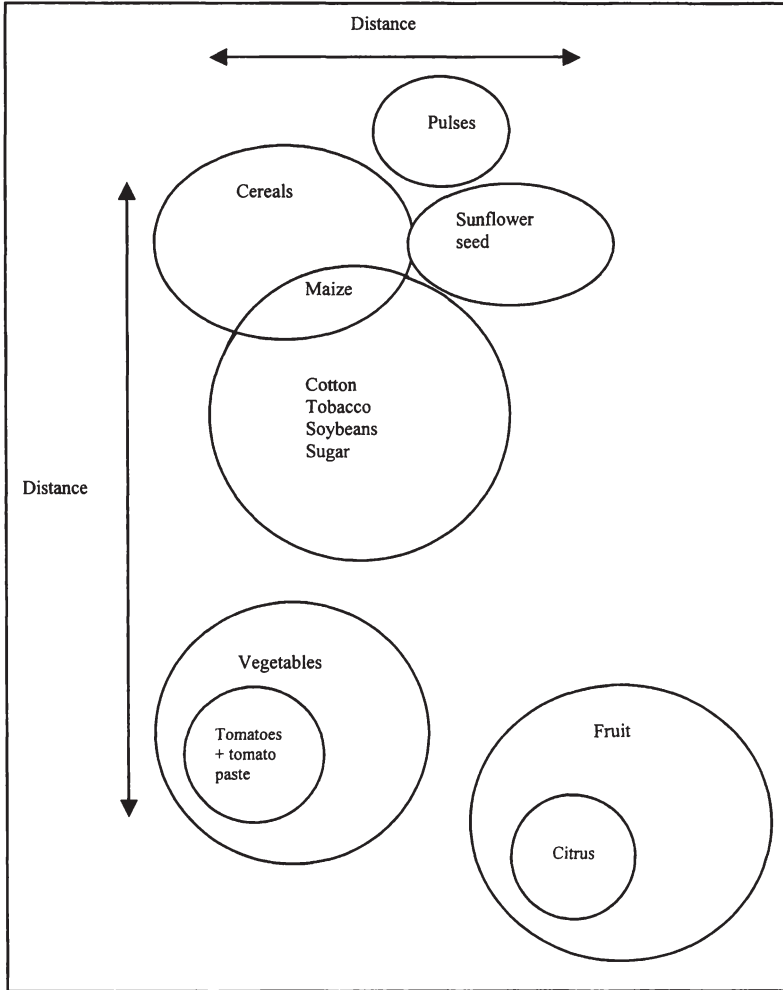 Distance
Pulses
Cereals
Sunflower
seed
Maize
Cotton
Tobacco
Soybeans
Sugar
Distance
Vegetables
Tomatoes
+ tomato
paste
Fruit
Citrus